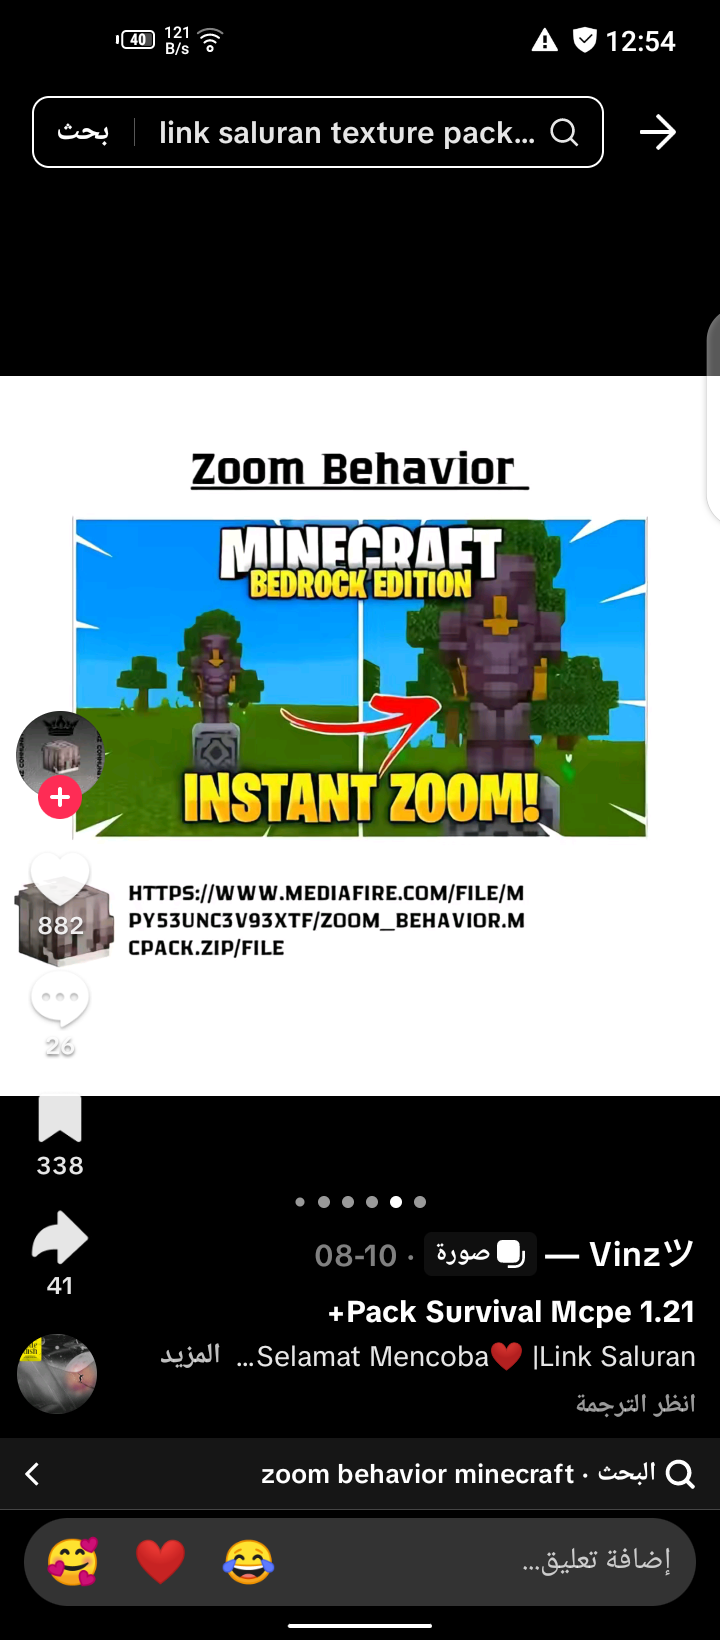 40 121 B/s 12:54
بحث link saluran texture pack...
Zoom Behavior
MINECRAFT
BEDROCK EDITION
INSTANT ZOOM!
HTTPS://WWW.MEDIAFIRE.COM/FILE/M
PY53UNC3V93XTF/ZOOM_BEHAVIOR.M
CPACK.ZIP/FILE
882
26
338
41
Vinzツ — صورة · 08-10
+Pack Survival Mcpe 1.21
Selamat Mencoba❤️ |Link Saluran... المزيد
انظر الترجمة
البحث · zoom behavior minecraft
إضافة تعليق...